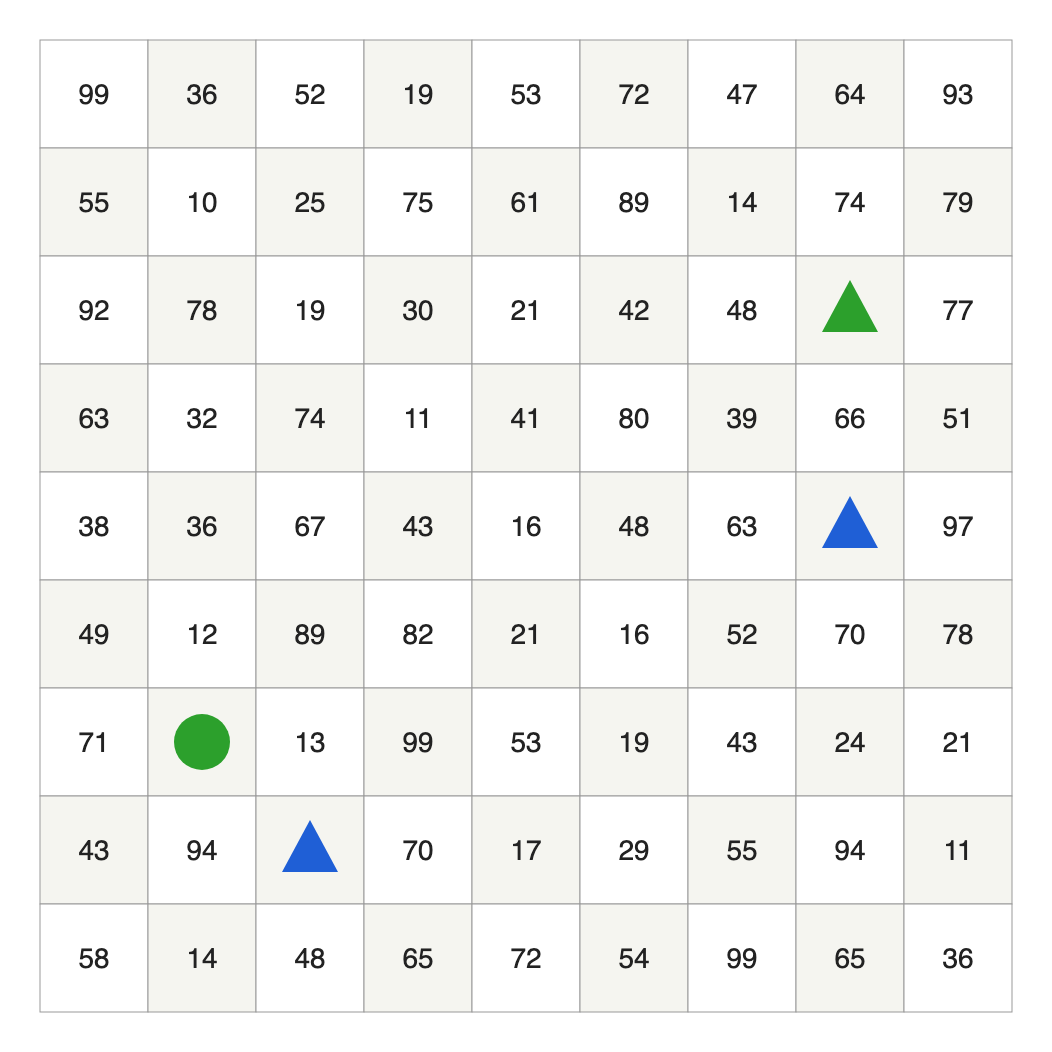 99 36 52 19 53 72 47 64 93
55 10 25 75 61 89 14 74 79
92 78 19 30 21 42 48 77
63 32 74 11 41 80 39 66 51
38 36 67 43 16 48 63 97
49 12 89 82 21 16 52 70 78
71 13 99 53 19 43 24 21
43 94 70 17 29 55 94 11
58 14 48 65 72 54 99 65 36